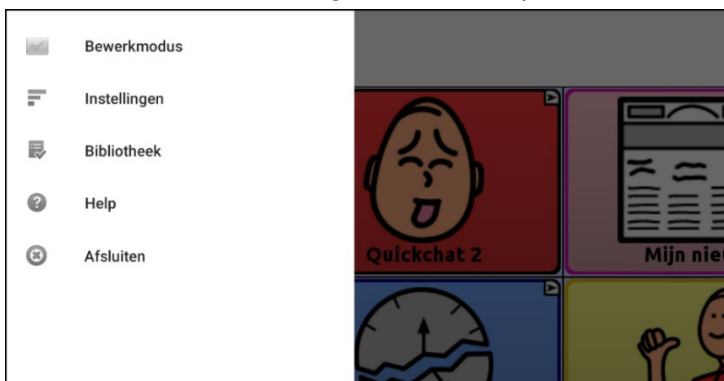 Bewerkmodus
Instellingen
Bibliotheek
Help
Afsluiten
Quickchat 2
Mijn nie